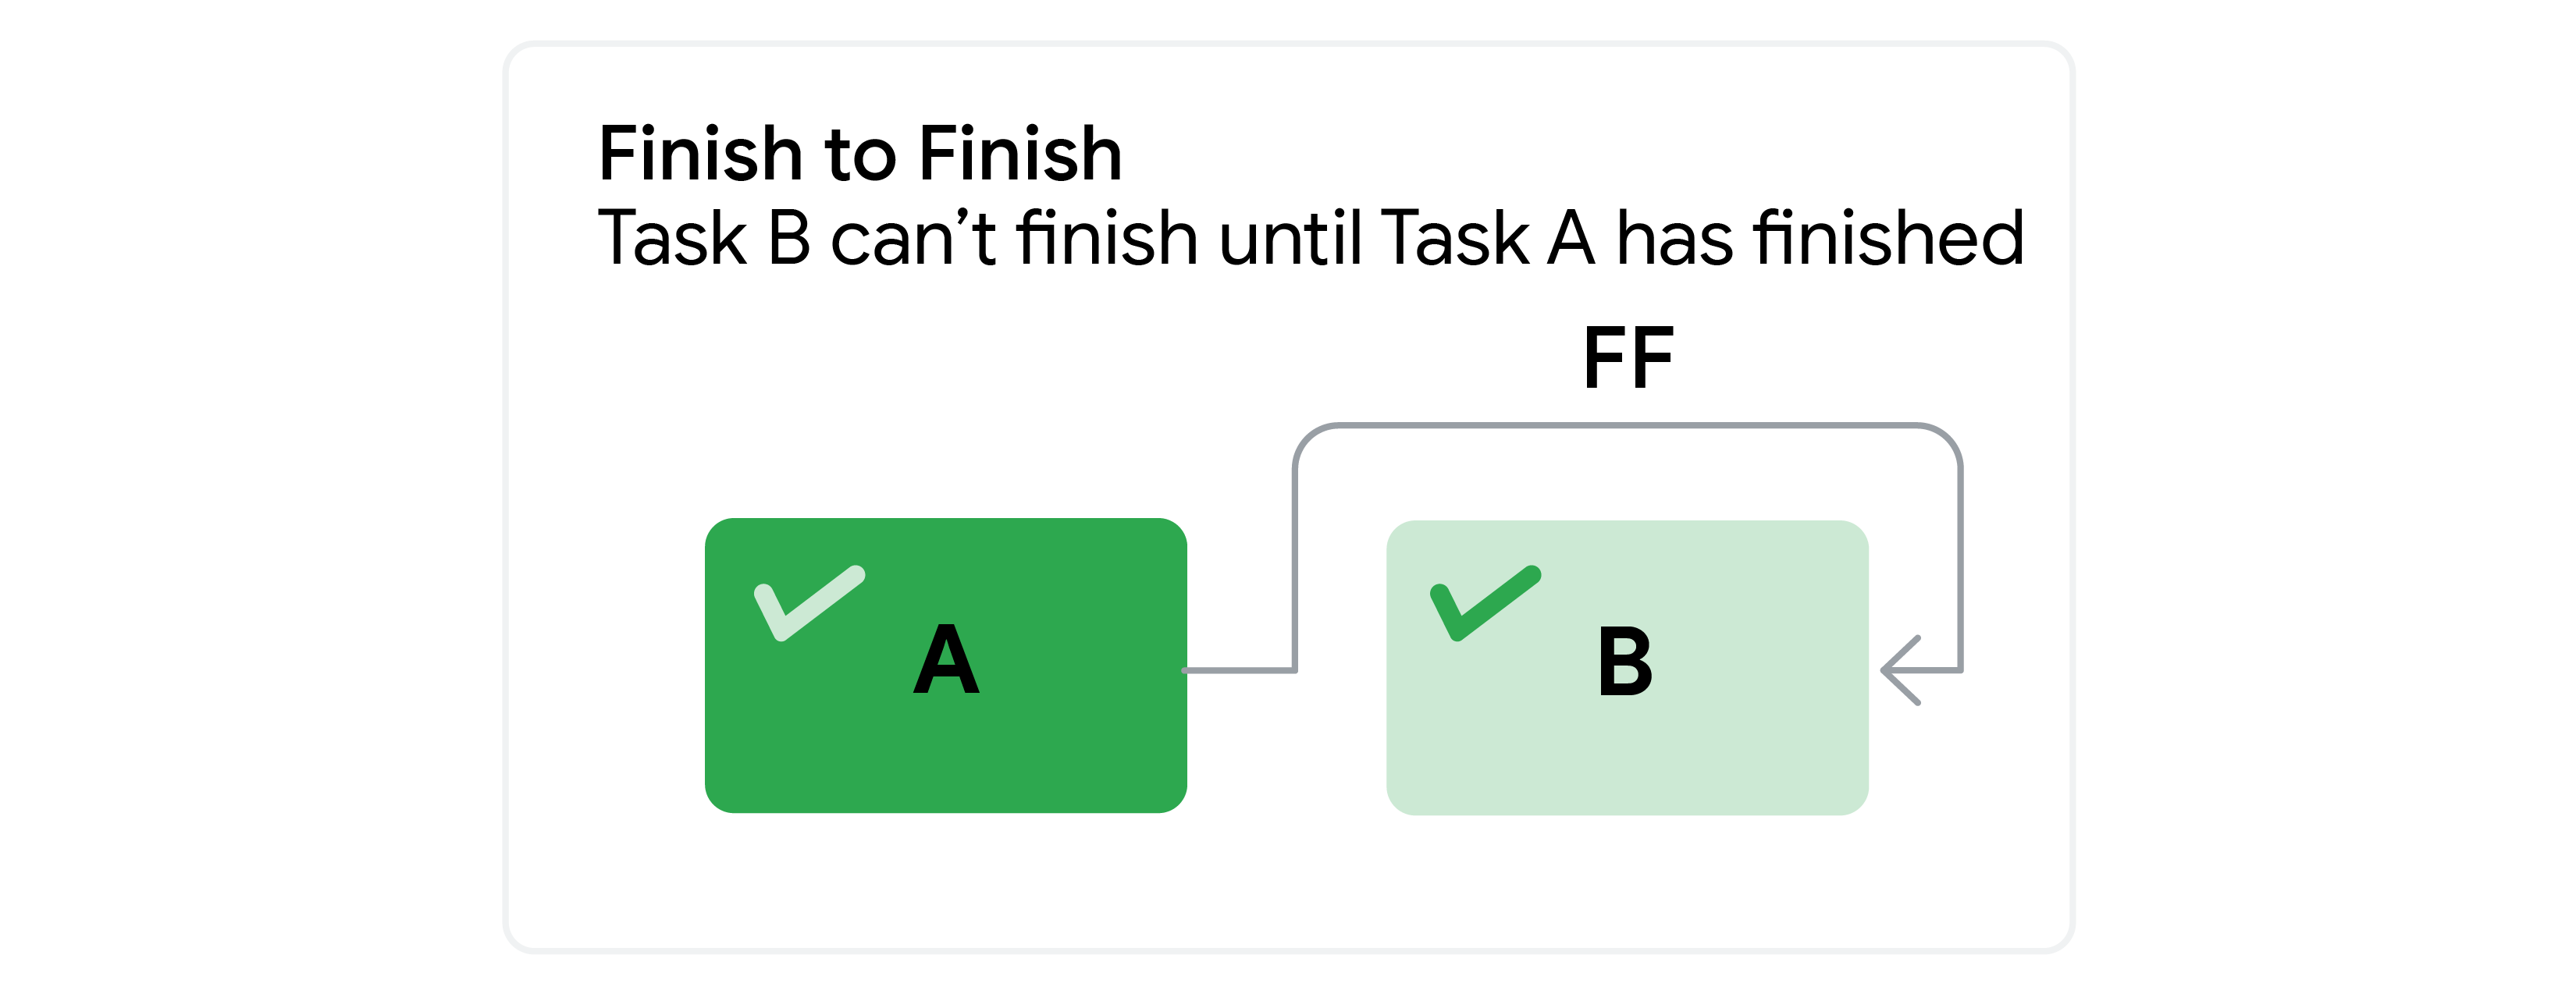 Finish to Finish
Task B can’t finish until Task A has finished
FF
A
B